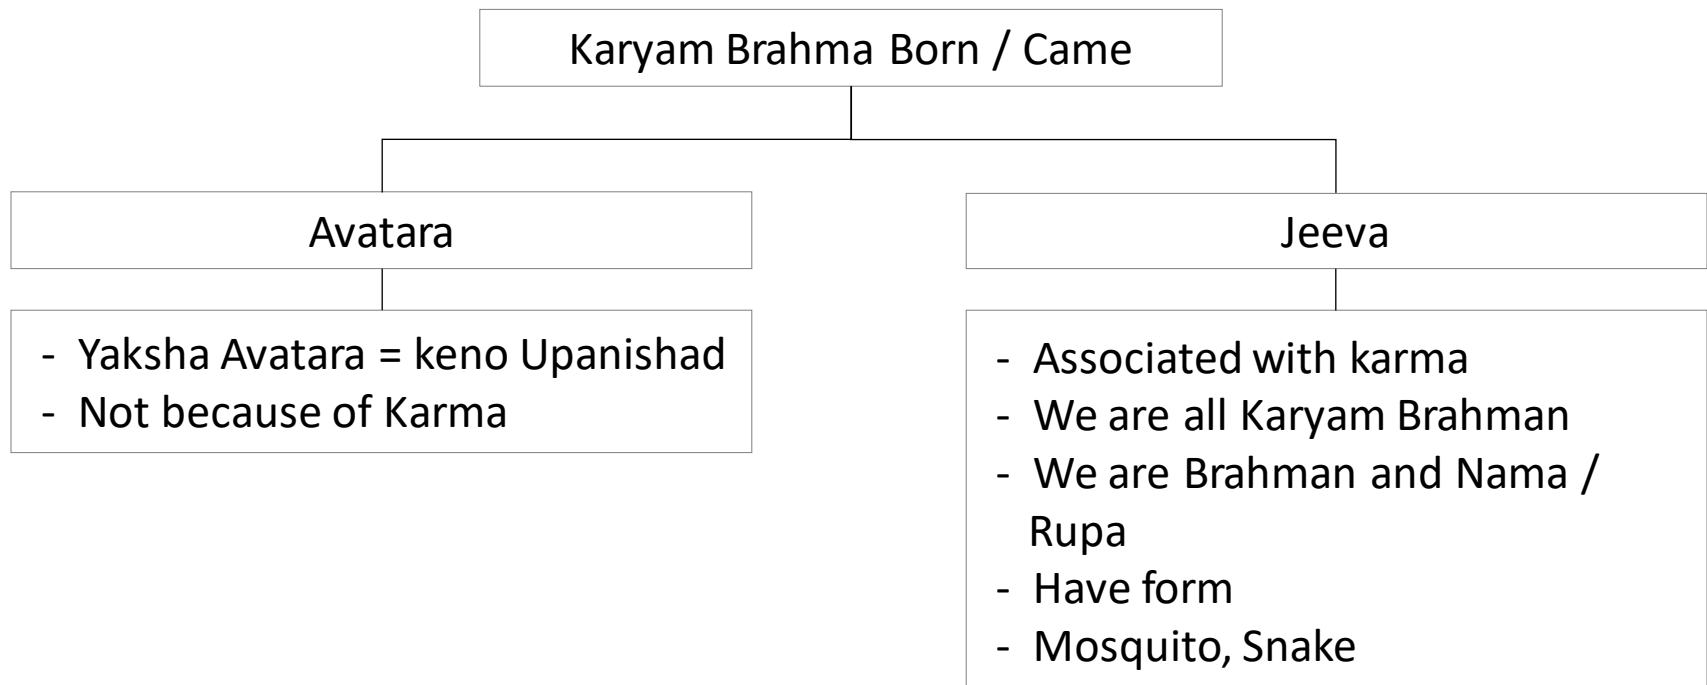 Karyam Brahma Born / Came
Avatara
Jeeva
- Yaksha Avatara = keno Upanishad
- Not because of Karma
- Associated with karma
- We are all Karyam Brahman
- We are Brahman and Nama /
Rupa
- Have form
- Mosquito, Snake